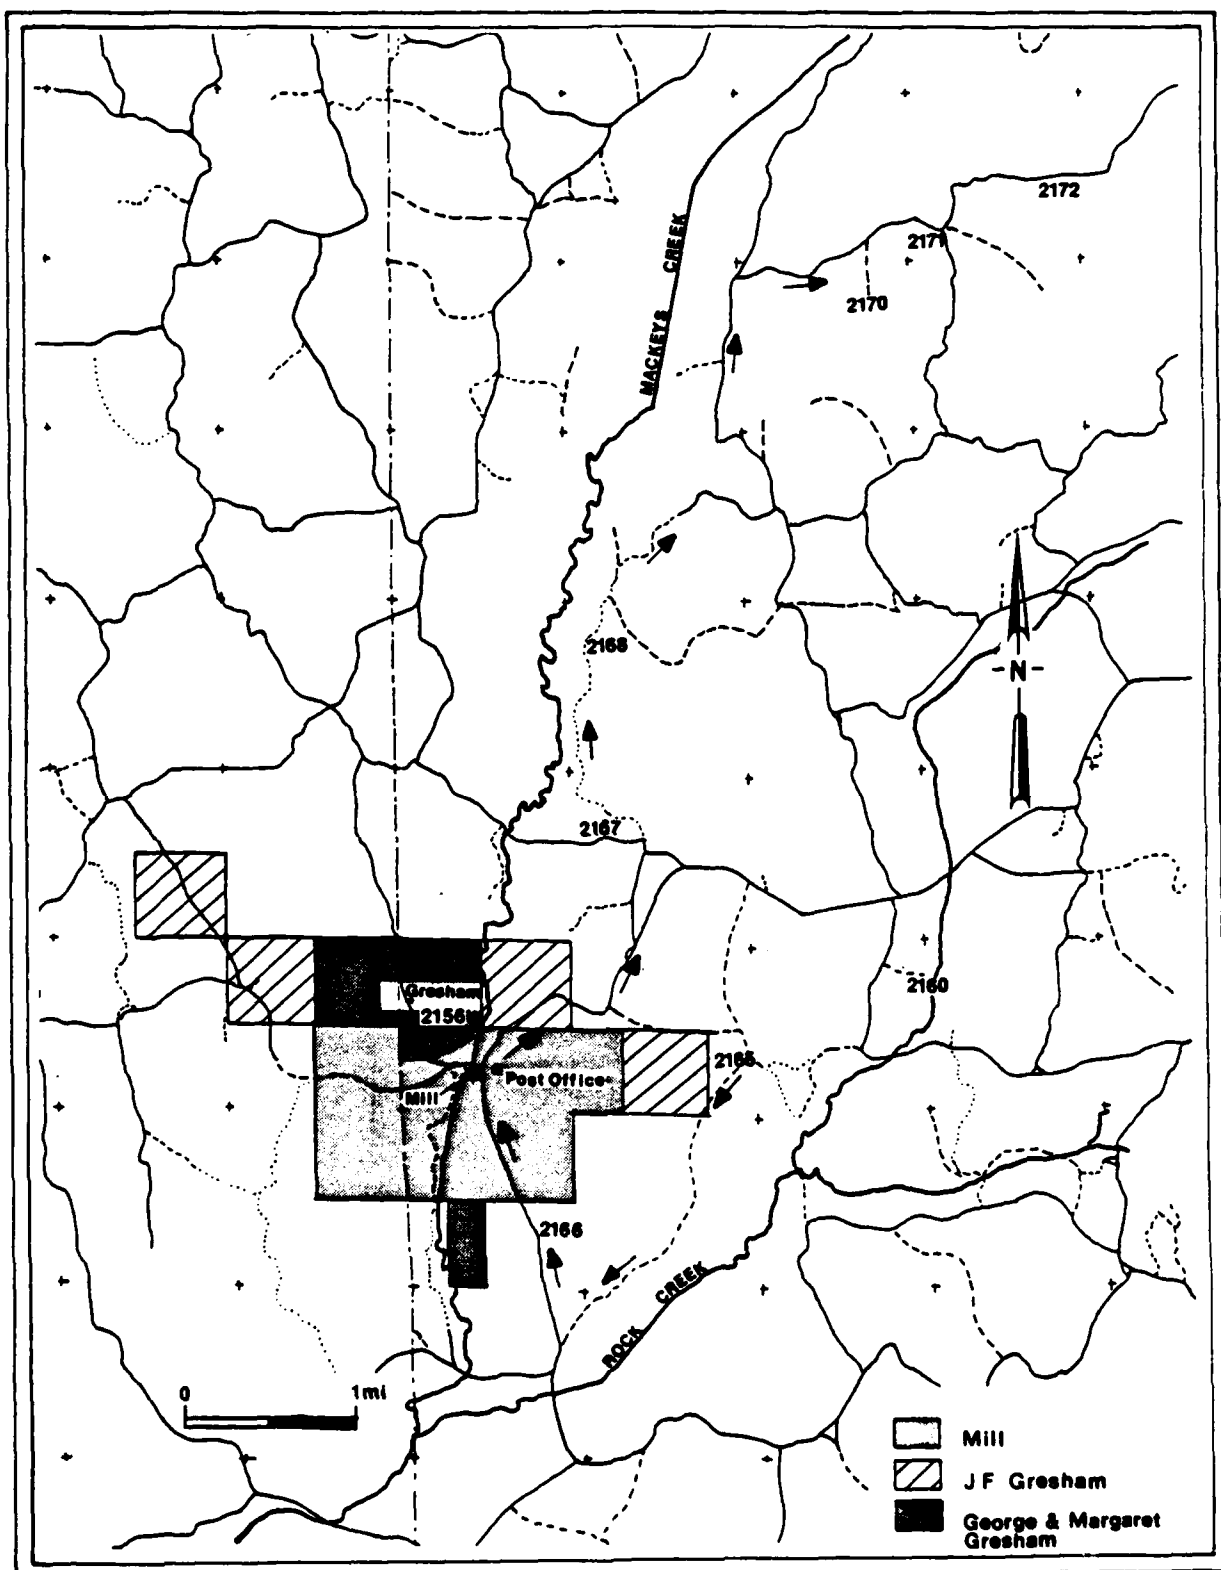 2172
2171
2170
MACKEYS CREEK
2168
-N-
2167
2160
Gresham
2156
2165
Post Office
Mill
2166
ROCK CREEK
0
1mi
Mill
J F Gresham
George & Margaret
Gresham